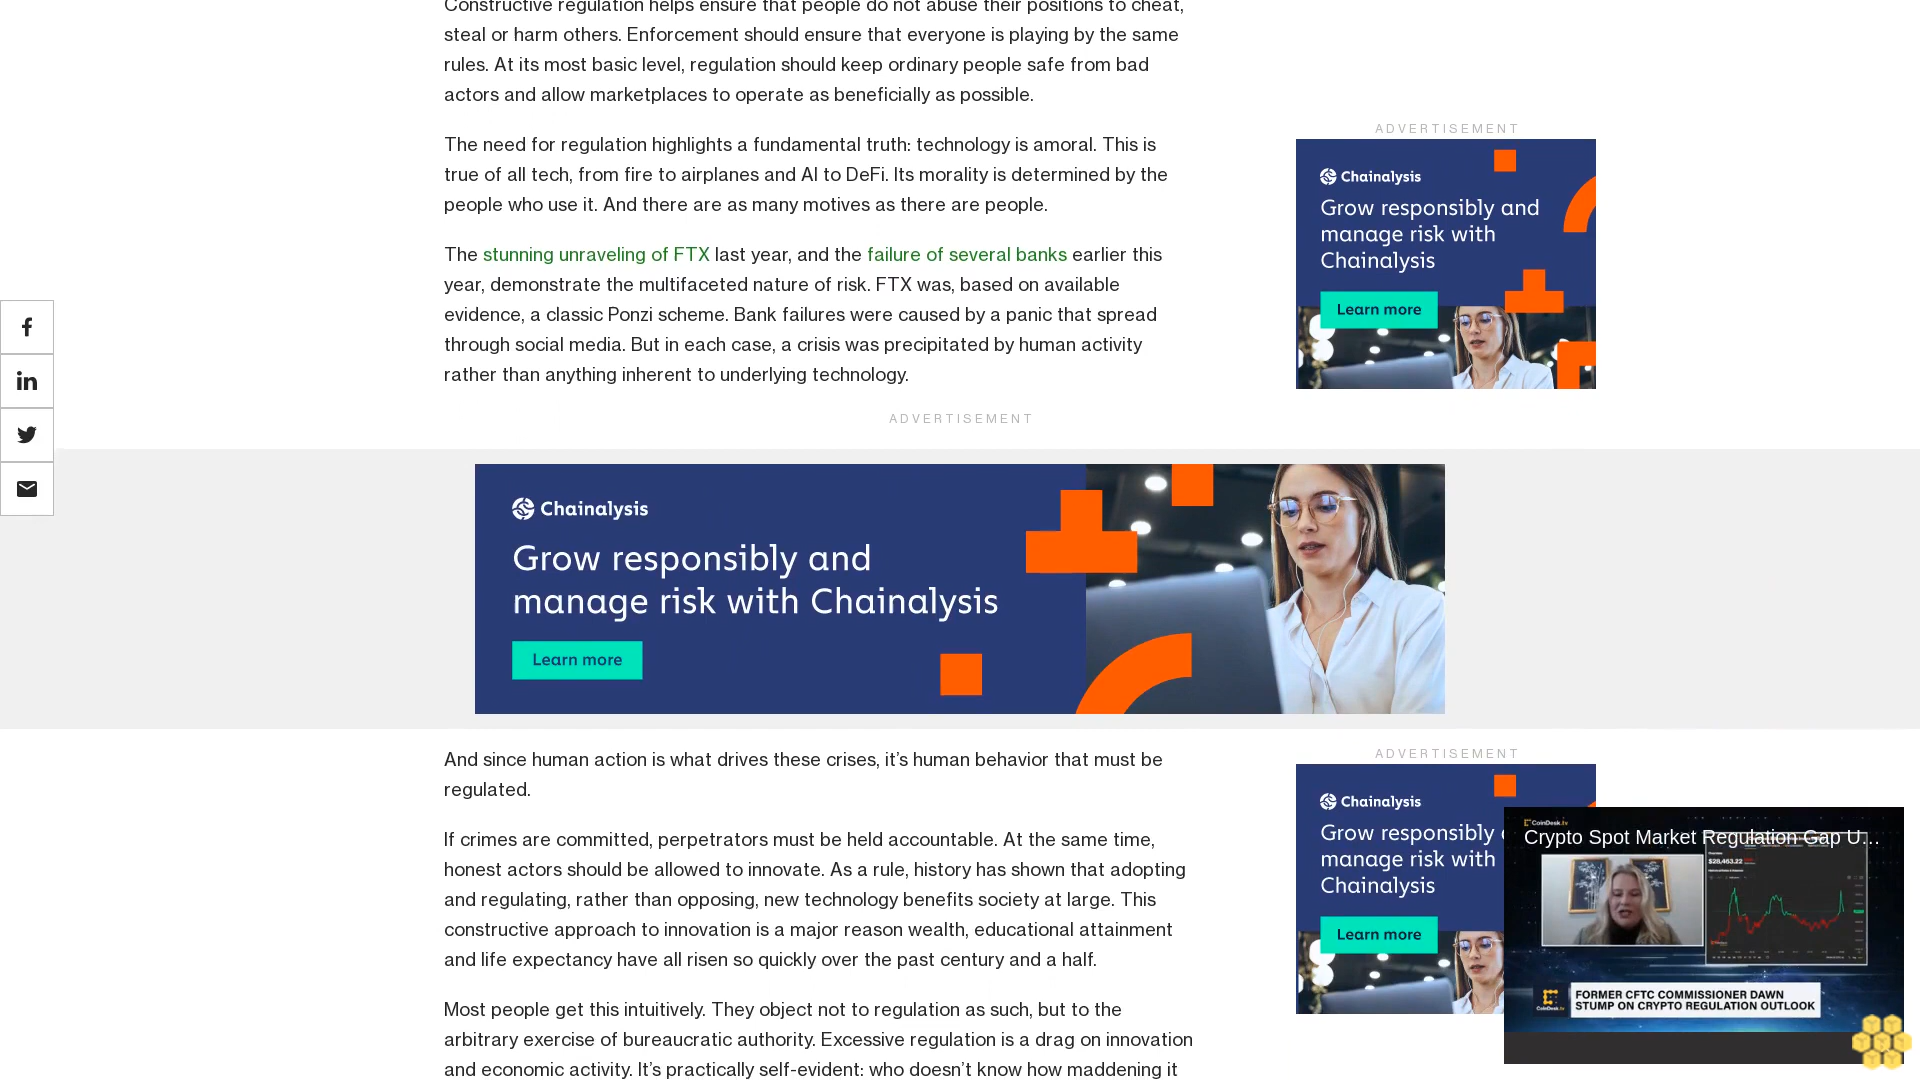 Constructive regulation helps ensure that people do not abuse their positions to cheat,
steal or harm others. Enforcement should ensure that everyone is playing by the same
rules. At its most basic level, regulation should keep ordinary people safe from bad
actors and allow marketplaces to operate as beneficially as possible.
The need for regulation highlights a fundamental truth: technology is amoral. This is
true of all tech, from fire to airplanes and AI to DeFi. Its morality is determined by the
people who use it. And there are as many motives as there are people.
The stunning unraveling of FTX last year, and the failure of several banks earlier this
year, demonstrate the multifaceted nature of risk. FTX was, based on available
evidence, a classic Ponzi scheme. Bank failures were caused by a panic that spread
through social media. But in each case, a crisis was precipitated by human activity
rather than anything inherent to underlying technology.
ADVERTISEMENT
Chainalysis
Grow responsibly and
manage risk with
Chainalysis
Learn more
ADVERTISEMENT
Chainalysis
Grow responsibly and
manage risk with Chainalysis
Learn more
And since human action is what drives these crises, it’s human behavior that must be
regulated.
If crimes are committed, perpetrators must be held accountable. At the same time,
honest actors should be allowed to innovate. As a rule, history has shown that adopting
and regulating, rather than opposing, new technology benefits society at large. This
constructive approach to innovation is a major reason wealth, educational attainment
and life expectancy have all risen so quickly over the past century and a half.
Most people get this intuitively. They object not to regulation as such, but to the
arbitrary exercise of bureaucratic authority. Excessive regulation is a drag on innovation
and economic activity. It’s practically self-evident: who doesn’t know how maddening it
ADVERTISEMENT
Chainalysis
Grow responsibly
manage risk with
Chainalysis
Learn more
CoinDesk.tv
Crypto Spot Market Regulation Gap U...
$28,463.22
CoinDesk
FORMER CFTC COMMISSIONER DAWN
STUMP ON CRYPTO REGULATION OUTLOOK